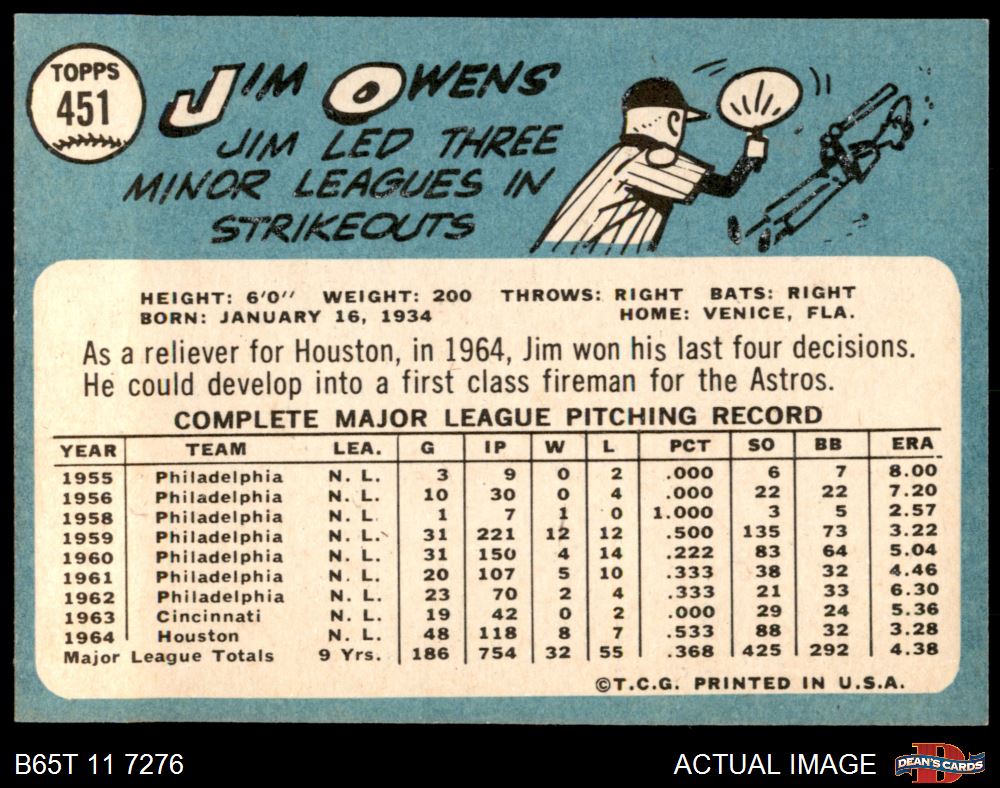 TOPPS
451
JIM OWENS
JIM LED THREE
MINOR LEAGUES IN
STRIKEOUTS
HEIGHT: 6'0" WEIGHT: 200 THROWS: RIGHT BATS: RIGHT
BORN: JANUARY 16, 1934 HOME: VENICE, FLA.
As a reliever for Houston, in 1964, Jim won his last four decisions.
He could develop into a first class fireman for the Astros.
COMPLETE MAJOR LEAGUE PITCHING RECORD
YEAR TEAM LEA. G IP W L PCT SO BB ERA
1955 Philadelphia N. L. 3 9 0 2 .000 6 7 8.00
1956 Philadelphia N. L. 10 30 0 4 .000 22 22 7.20
1958 Philadelphia N. L. 1 7 1 0 1.000 3 5 2.57
1959 Philadelphia N. L. 31 221 12 12 .500 135 73 3.22
1960 Philadelphia N. L. 31 150 4 14 .222 83 64 5.04
1961 Philadelphia N. L. 20 107 5 10 .333 38 32 4.46
1962 Philadelphia N. L. 23 70 2 4 .333 21 33 6.30
1963 Cincinnati N. L. 19 42 0 2 .000 29 24 5.36
1964 Houston N. L. 48 118 8 7 .533 88 32 3.28
Major League Totals 9 Yrs. 186 754 32 55 .368 425 292 4.38
©T.C.G. PRINTED IN U.S.A.
B65T 11 7276 ACTUAL IMAGE DEAN'S CARDS